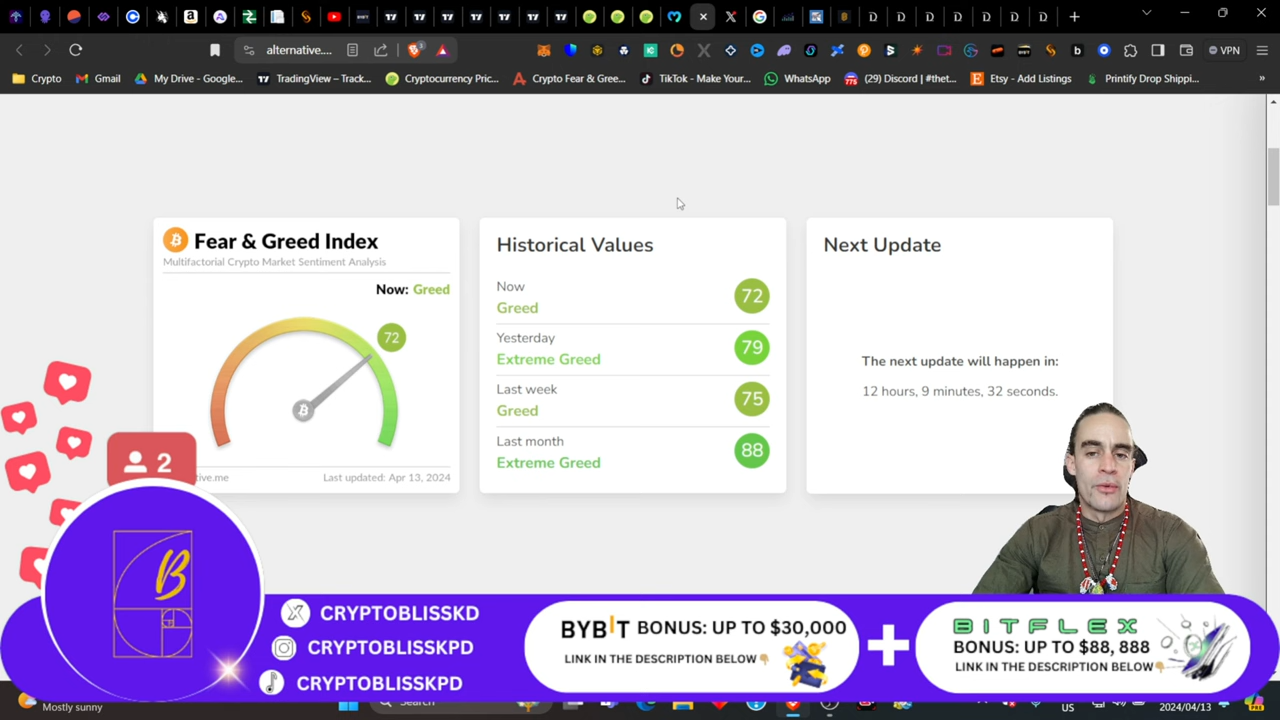 alternative....
VPN
Crypto
Gmail
My Drive - Google...
TradingView – Track...
Cryptocurrency Pric...
Crypto Fear & Gree...
TikTok - Make Your...
WhatsApp
(29) Discord | #thet...
Etsy - Add Listings
Printify Drop Shippi...
Fear & Greed Index
Multifactorial Crypto Market Sentiment Analysis
Now: Greed
72
tive.me
Last updated: Apr 13, 2024
Historical Values
Now
Greed
72
Yesterday
Extreme Greed
79
Last week
Greed
75
Last month
Extreme Greed
88
Next Update
The next update will happen in:
12 hours, 9 minutes, 32 seconds.
2
B
CRYPTOBLISSKD
CRYPTOBLISSKPD
CRYPTOBLISSKPD
BYBIT BONUS: UP TO $30,000
LINK IN THE DESCRIPTION BELOW
+
BITFLEX
BONUS: UP TO $88, 888
LINK IN THE DESCRIPTION BELOW
Mostly sunny
Search
US
2024/04/13